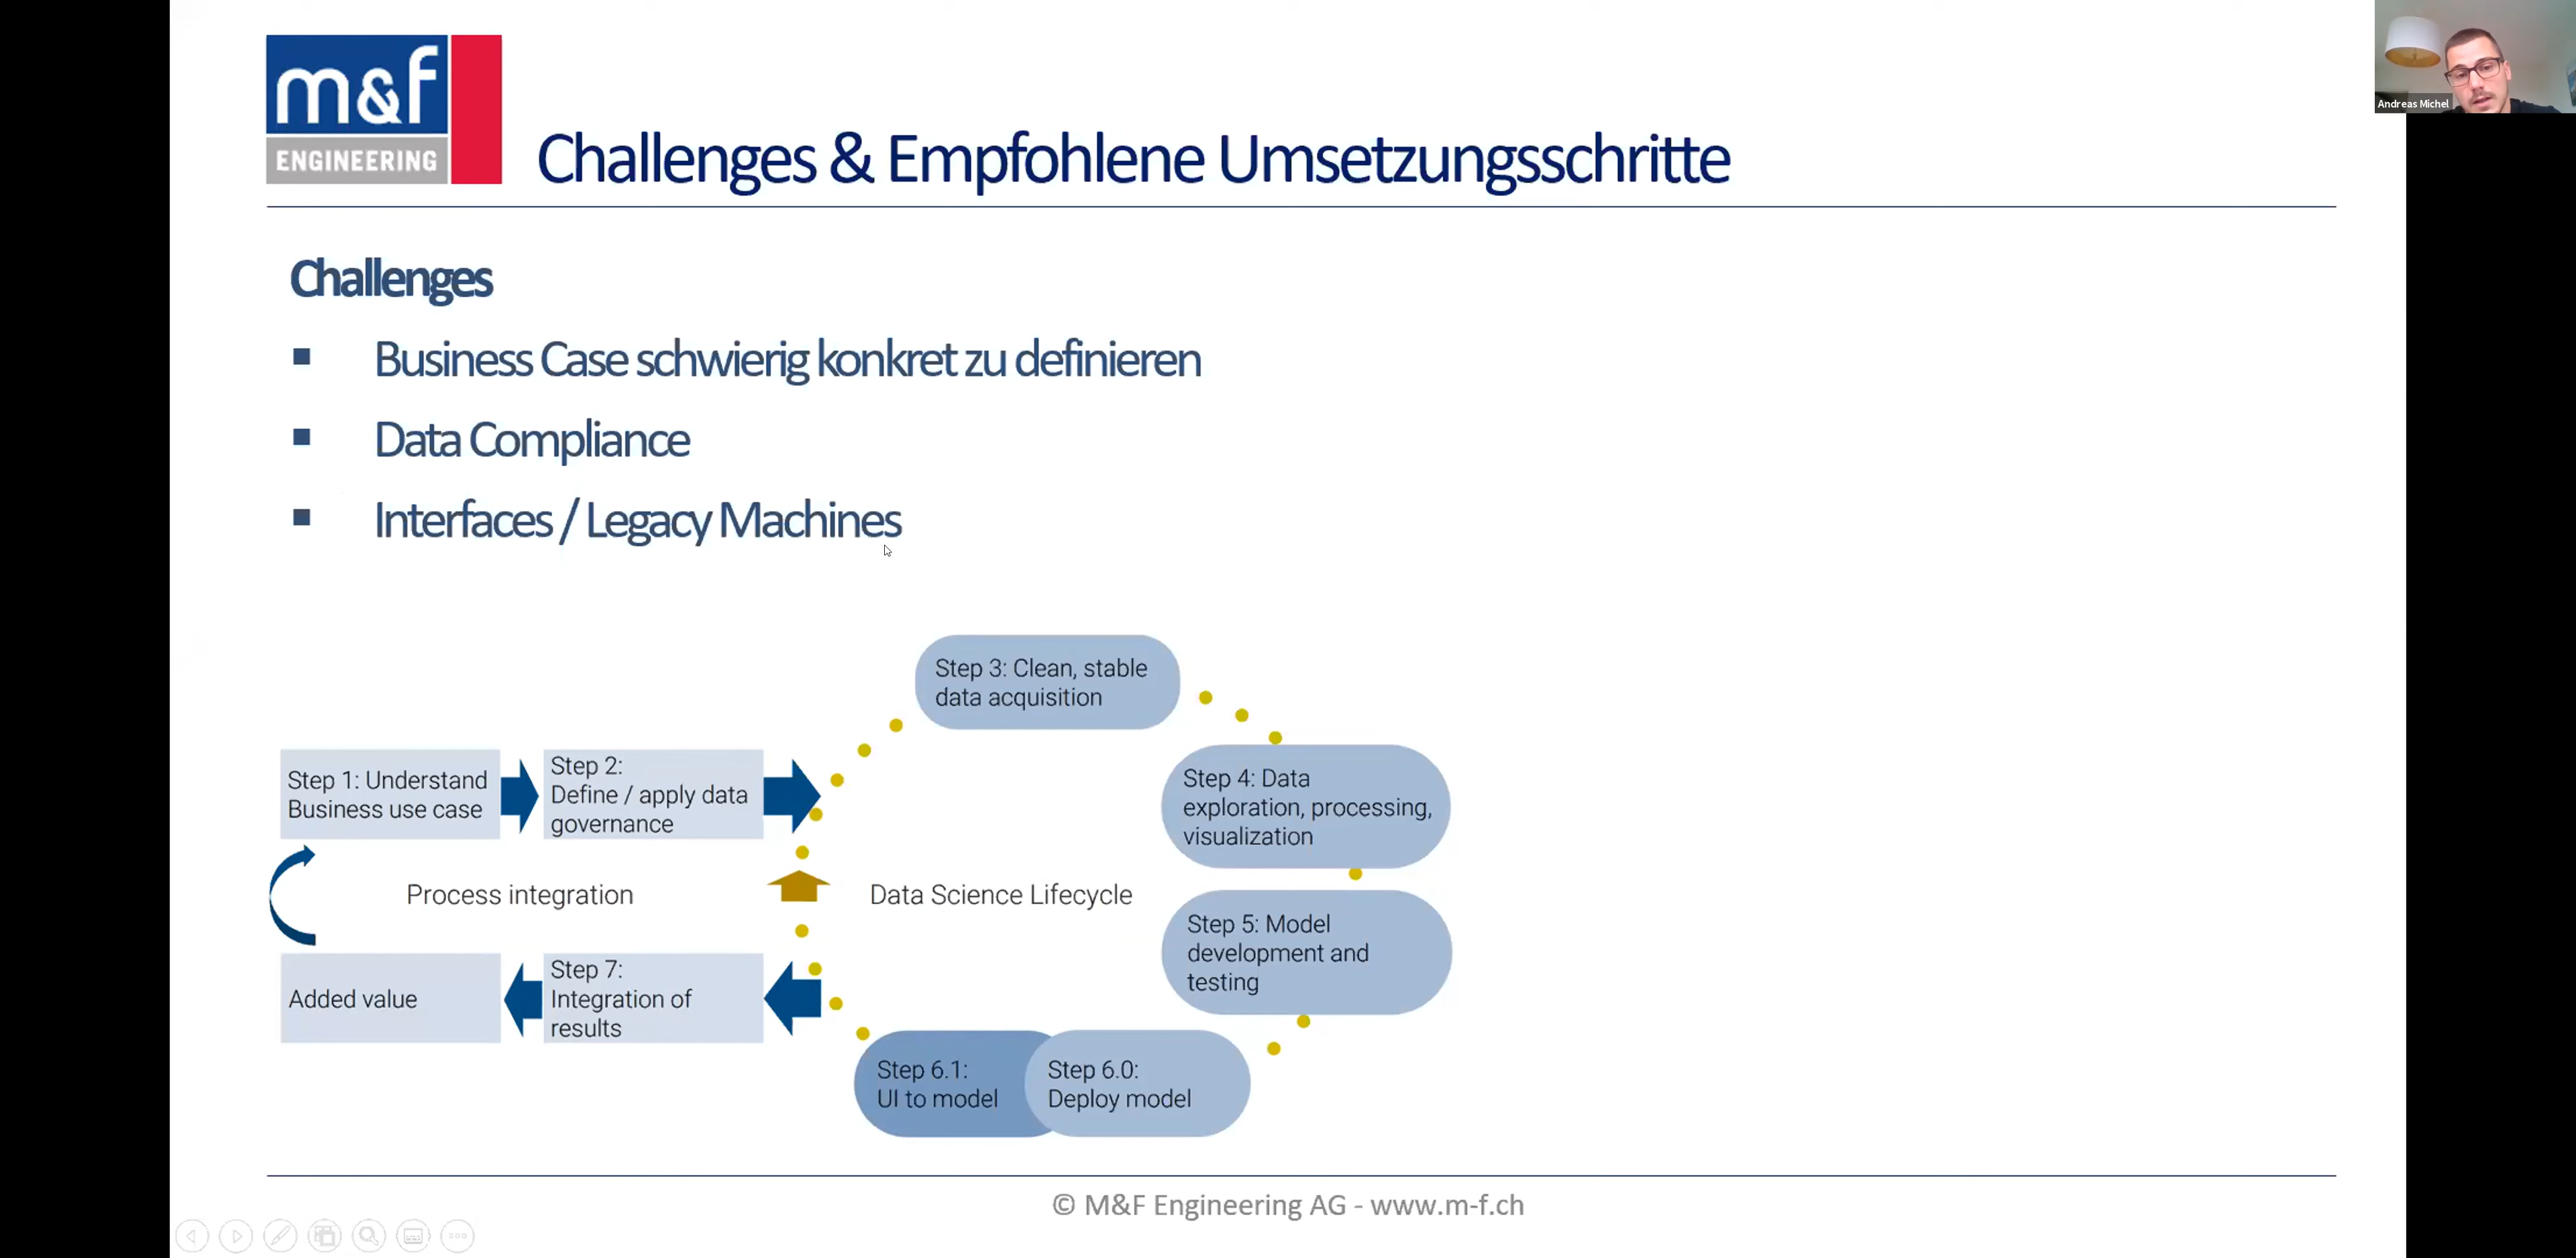 m&f
ENGINEERING
Challenges & Empfohlene Umsetzungsschritte
Andreas Michel
Challenges
▪ Business Case schwierig konkret zu definieren
▪ Data Compliance
▪ Interfaces / Legacy Machines
Step 1: Understand
Business use case
Step 2:
Define / apply data
governance
Step 3: Clean, stable
data acquisition
Step 4: Data
exploration, processing,
visualization
Step 5: Model
development and
testing
Step 6.0:
Deploy model
Step 6.1:
UI to model
Step 7:
Integration of
results
Added value
Process integration
Data Science Lifecycle
© M&F Engineering AG - www.m-f.ch